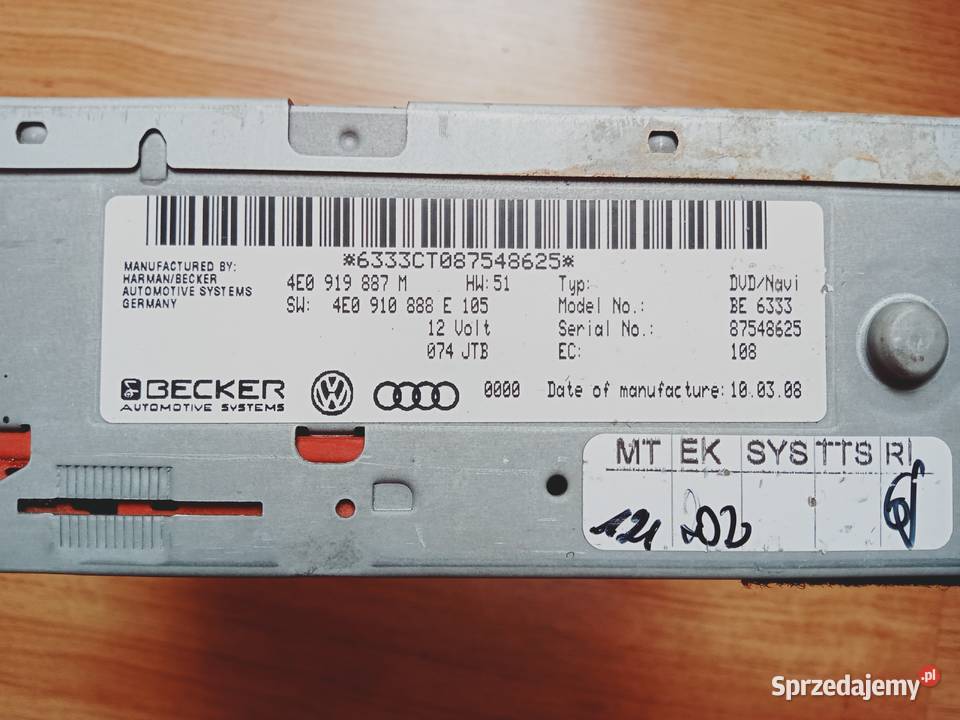 *6333CT087548625*
MANUFACTURED BY:
HARMAN/BECKER
AUTOMOTIVE SYSTEMS
GERMANY
4E0 919 887 M HW:51
SW: 4E0 910 888 E 105
12 Volt
074 JTB
Typ: DVD/Navi
Model No.: BE 6333
Serial No.: 87548625
EC: 108
BECKER
AUTOMOTIVE SYSTEMS
0000 Date of manufacture: 10.03.08
MT EK SYS TTS RI
121 202
Sprzedajemy.pl